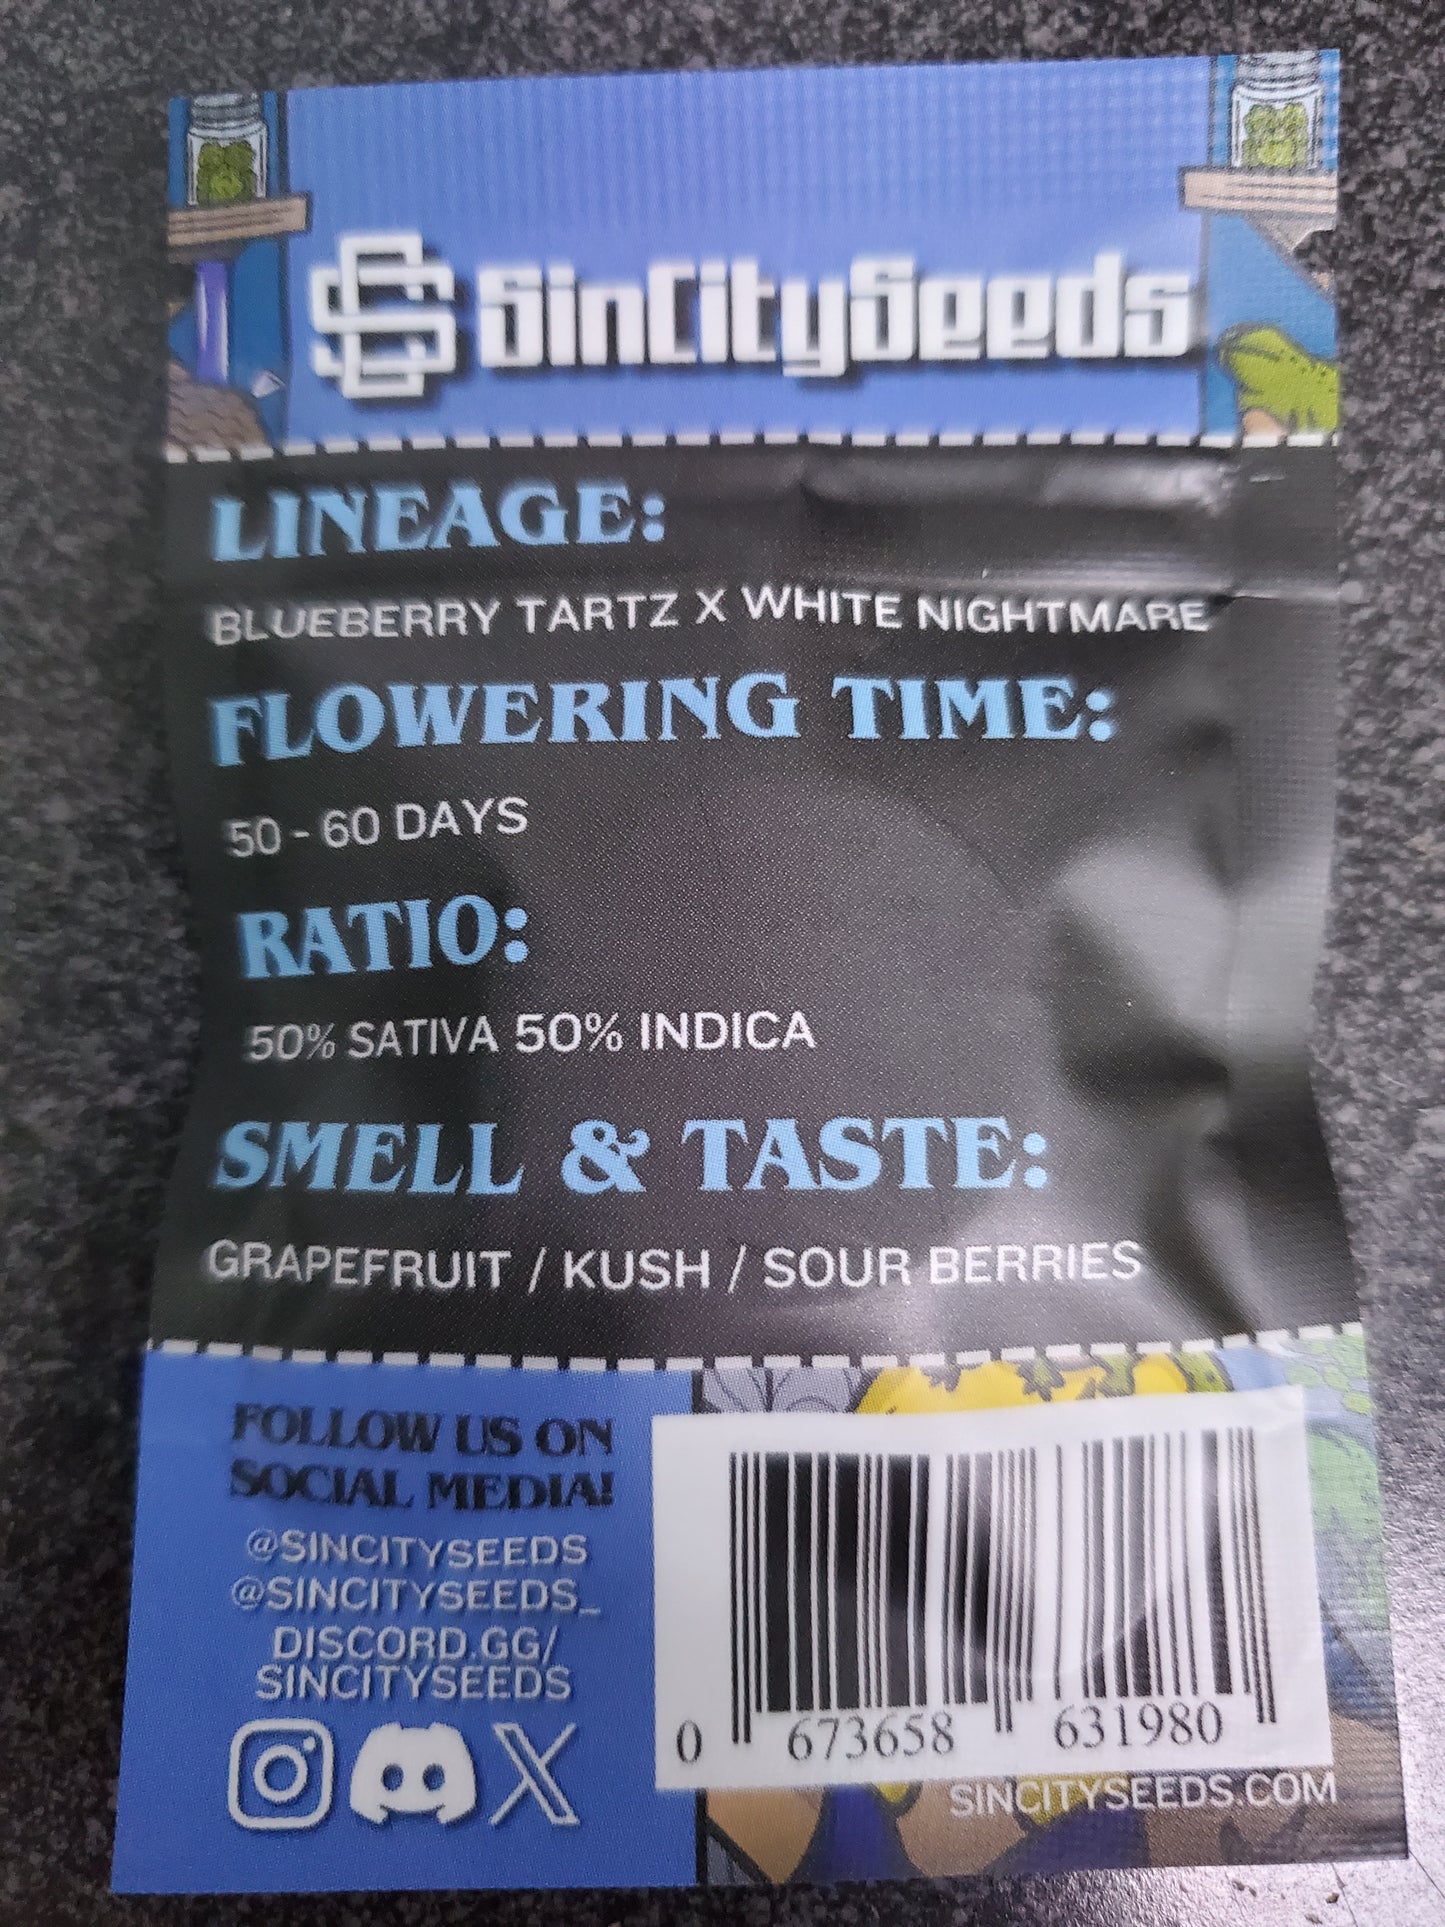 SinCitySeeds
LINEAGE:
BLUEBERRY TARTZ X WHITE NIGHTMARE
FLOWERING TIME:
50 - 60 DAYS
RATIO:
50% SATIVA 50% INDICA
SMELL & TASTE:
GRAPEFRUIT / KUSH / SOUR BERRIES
FOLLOW US ON
SOCIAL MEDIA!
@SINCITYSEEDS
@SINCITYSEEDS_
DISCORD.GG/
SINCITYSEEDS
0 673658 631980
SINCITYSEEDS.COM